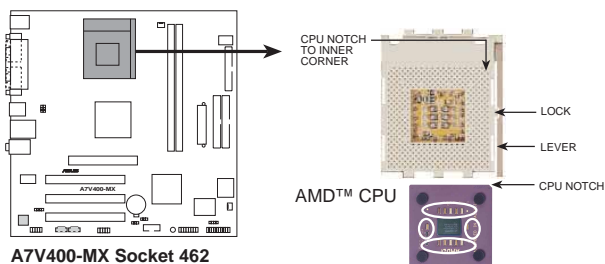 CPU NOTCH
TO INNER
CORNER
LOCK
LEVER
CPU NOTCH
AMD™ CPU
A7V400-MX
A7V400-MX Socket 462